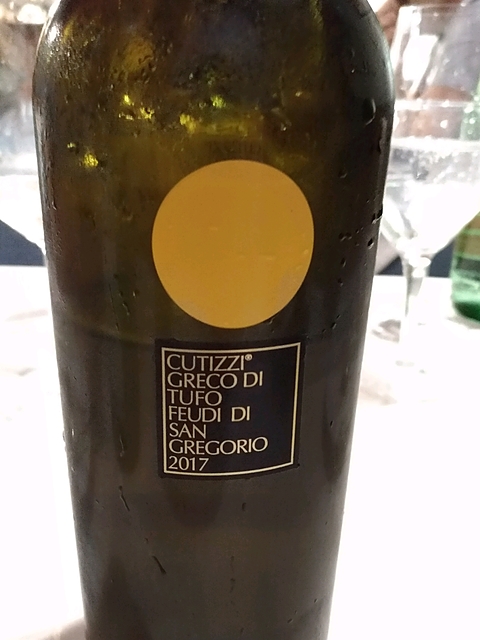 CUTIZZI®
GRECO DI
TUFO
FEUDI DI
SAN
GREGORIO
2017